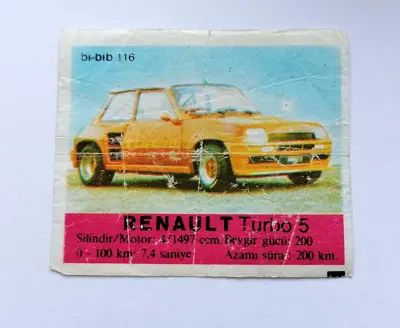 bi-bib 116
RENAULT Turbo 5
Silindir/Motor: 4/1497 ccm. Beygir gücü: 200
0 - 100 km: 7,4 saniye Azami sürat: 200 km.